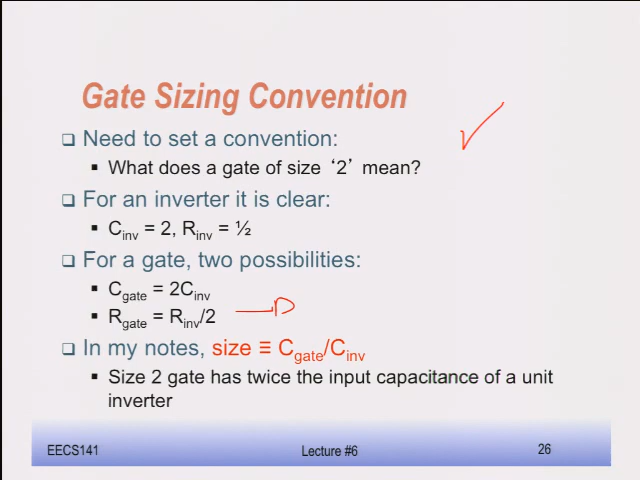 Gate Sizing Convention
Need to set a convention:
What does a gate of size ‘2’ mean?
For an inverter it is clear:
Cinv = 2, Rinv = ½
For a gate, two possibilities:
Cgate = 2Cinv
Rgate = Rinv/2
In my notes, size ≡ Cgate/Cinv
Size 2 gate has twice the input capacitance of a unit
inverter
EECS141
Lecture #6
26